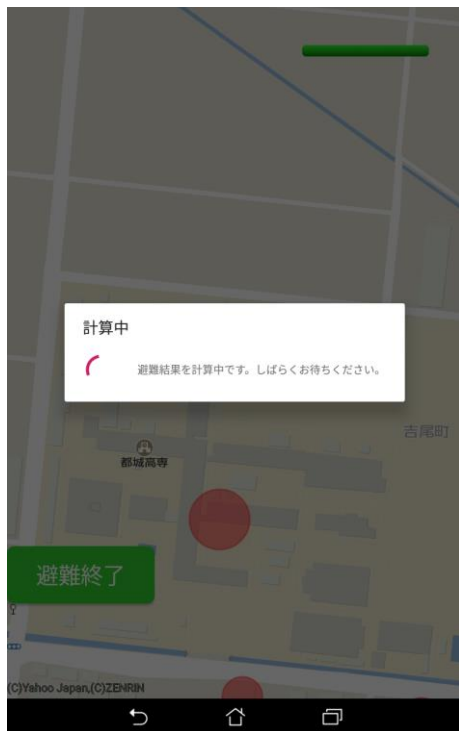 計算中
避難結果を計算中です。しばらくお待ちください。
吉尾町
都城高専
避難終了
(C)Yahoo Japan,(C)ZENRIN